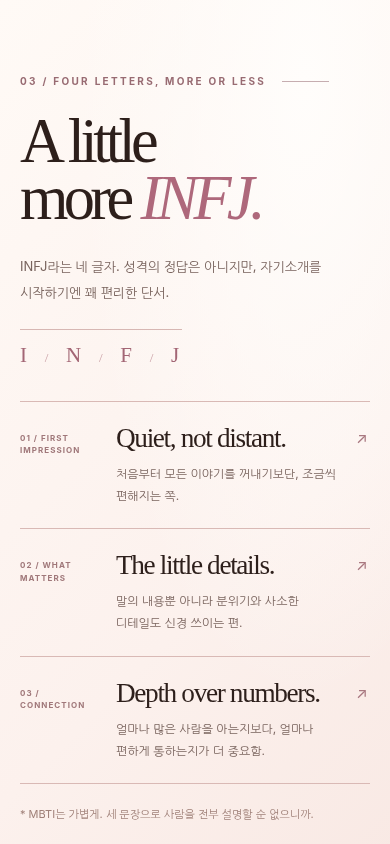 03 / FOUR LETTERS, MORE OR LESS
A little
more INFJ.
INFJ라는 네 글자. 성격의 정답은 아니지만, 자기소개를
시작하기엔 꽤 편리한 단서.
I / N / F / J
01 / FIRST
IMPRESSION
Quiet, not distant.
처음부터 모든 이야기를 꺼내기보단, 조금씩
편해지는 쪽.
02 / WHAT
MATTERS
The little details.
말의 내용뿐 아니라 분위기와 사소한
디테일도 신경 쓰이는 편.
03 /
CONNECTION
Depth over numbers.
얼마나 많은 사람을 아는지보다, 얼마나
편하게 통하는지가 더 중요함.
* MBTI는 가볍게. 세 문장으로 사람을 전부 설명할 순 없으니까.